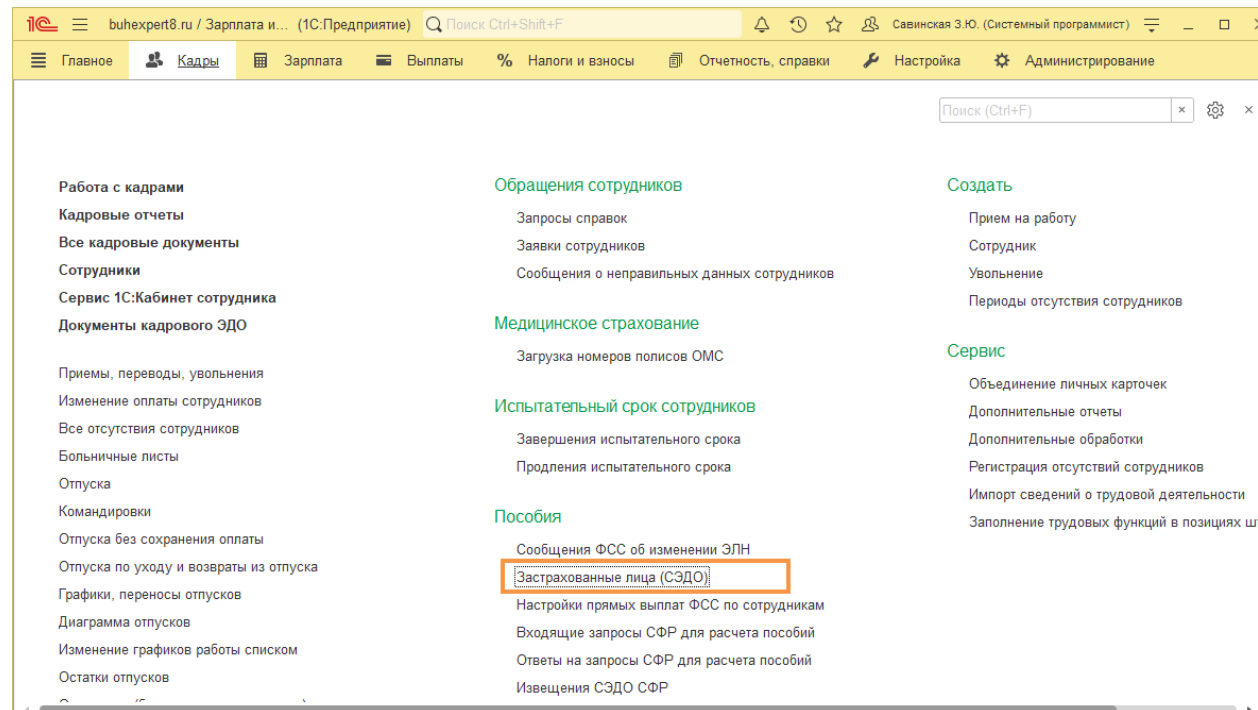 buhexpert8.ru / Зарплата и... (1С:Предприятие) Поиск Ctrl+Shift+F Савинская З.Ю. (Системный программист)
Главное Кадры Зарплата Выплаты Налоги и взносы Отчетность, справки Настройка Администрирование
Поиск (Ctrl+F)
Работа с кадрами
Кадровые отчеты
Все кадровые документы
Сотрудники
Сервис 1С:Кабинет сотрудника
Документы кадрового ЭДО
Приемы, переводы, увольнения
Изменение оплаты сотрудников
Все отсутствия сотрудников
Больничные листы
Отпуска
Командировки
Отпуска без сохранения оплаты
Отпуска по уходу и возвраты из отпуска
Графики, переносы отпусков
Диаграмма отпусков
Изменение графиков работы списком
Остатки отпусков
Обращения сотрудников
Запросы справок
Заявки сотрудников
Сообщения о неправильных данных сотрудников
Медицинское страхование
Загрузка номеров полисов ОМС
Испытательный срок сотрудников
Завершения испытательного срока
Продления испытательного срока
Пособия
Сообщения ФСС об изменении ЭЛН
Застрахованные лица (СЭДО)
Настройки прямых выплат ФСС по сотрудникам
Входящие запросы СФР для расчета пособий
Ответы на запросы СФР для расчета пособий
Извещения СЭДО СФР
Создать
Прием на работу
Сотрудник
Увольнение
Периоды отсутствия сотрудников
Сервис
Объединение личных карточек
Дополнительные отчеты
Дополнительные обработки
Регистрация отсутствий сотрудников
Импорт сведений о трудовой деятельности
Заполнение трудовых функций в позициях